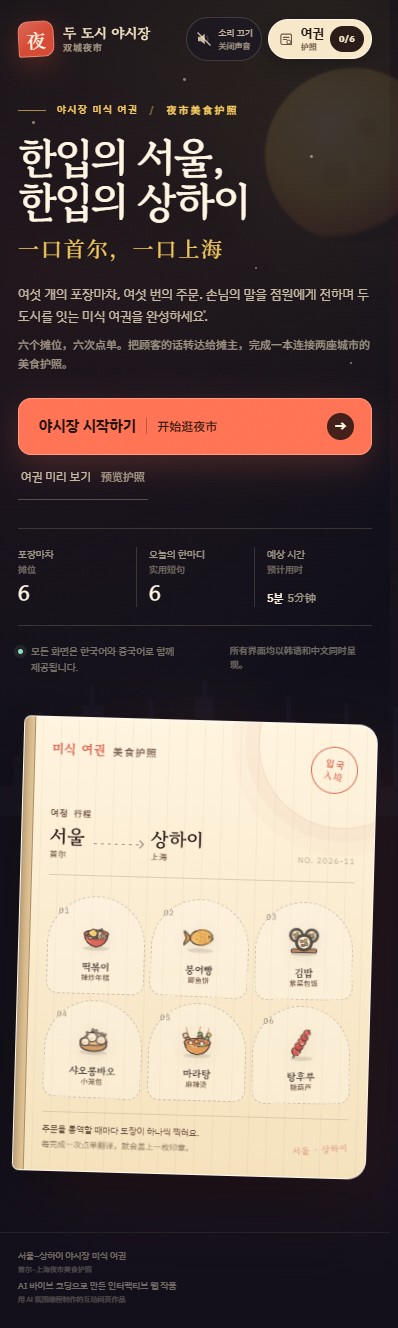 夜
두 도시 야시장
双城夜市
소리 끄기
关闭声音
여권
护照
0/6
야시장 미식 여권 / 夜市美食护照
한입의 서울,
한입의 상하이
一口首尔，一口上海
여섯 개의 포장마차, 여섯 번의 주문. 손님의 말을 점원에게 전하며 두
도시를 잇는 미식 여권을 완성하세요.
六个摊位，六次点单。把顾客的话转达给摊主，完成一本连接两座城市的
美食护照。
야시장 시작하기 开始逛夜市
여권 미리 보기 预览护照
포장마차
摊位
6
오늘의 한마디
实用短句
6
예상 시간
预计用时
5분 5分钟
모든 화면은 한국어와 중국어로 함께
제공됩니다.
所有界面均以韩语和中文同时呈
现。
미식 여권 美食护照
입국
入境
여정 行程
서울
首尔
상하이
上海
NO. 2026-11
01
떡볶이
辣炒年糕
02
붕어빵
鲫鱼饼
03
김밥
紫菜包饭
04
샤오롱바오
小笼包
05
마라탕
麻辣烫
06
탕후루
糖葫芦
주문을 통역할 때마다 도장이 하나씩 찍혀요.
每完成一次点单翻译，就会盖上一枚印章。
서울 · 상하이
서울–상하이 야시장 미식 여권
首尔–上海夜市美食护照
AI 바이브 코딩으로 만든 인터랙티브 웹 작품
用 AI 氛围编程制作的互动网页作品